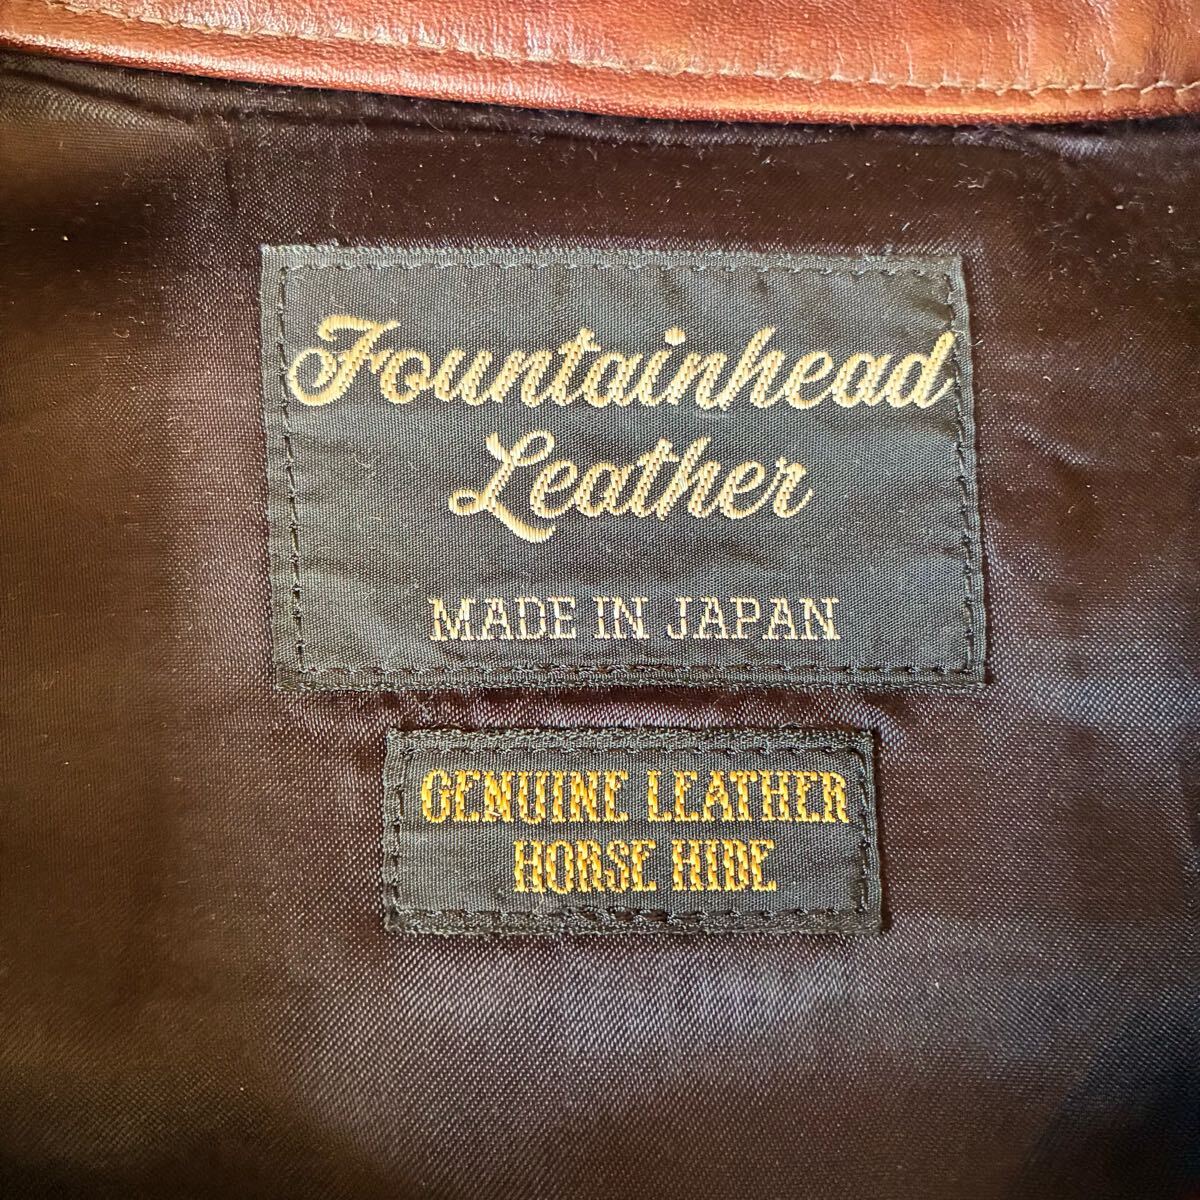 Fountainhead
Leather
MADE IN JAPAN
GENUINE LEATHER
HORSE HIDE